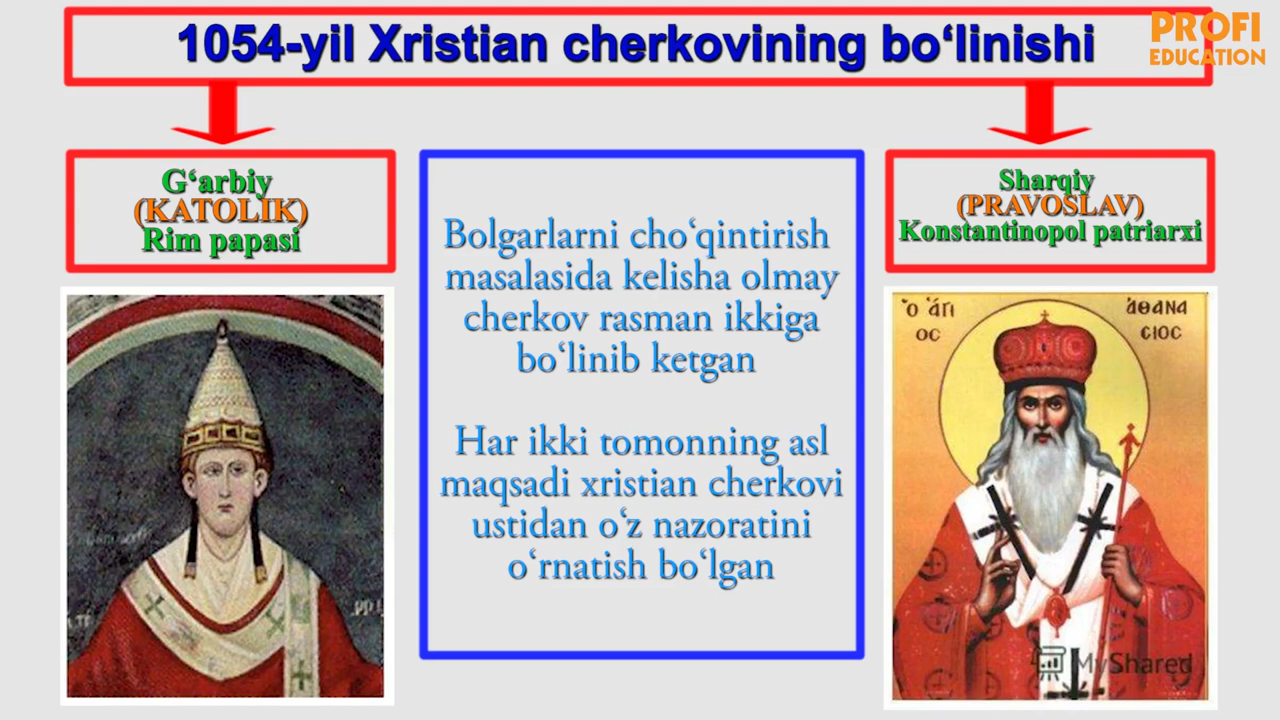 1054-yil Xristian cherkovining bo‘linishi
PROFI
EDUCATION
G‘arbiy
(KATOLIK)
Rim papasi
Bolgarlarni cho‘qintirish
masalasida kelisha olmay
cherkov rasman ikkiga
bo‘linib ketgan
Har ikki tomonning asl
maqsadi xristian cherkovi
ustidan o‘z nazoratini
o‘rnatish bo‘lgan
Sharqiy
(PRAVOSLAV)
Konstantinopol patriarxi
ὁ ἅγι
ος
ἀθανα
σιος
MyShared